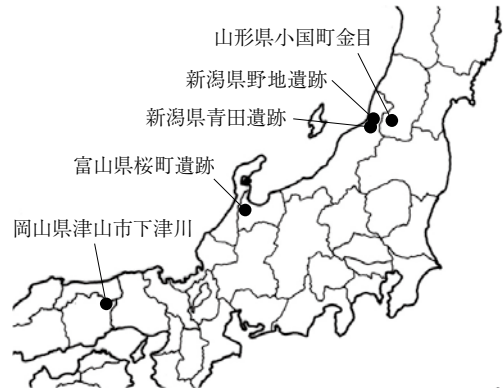 山形県小国町金目
新潟県野地遺跡
新潟県青田遺跡
富山県桜町遺跡
岡山県津山市下津川